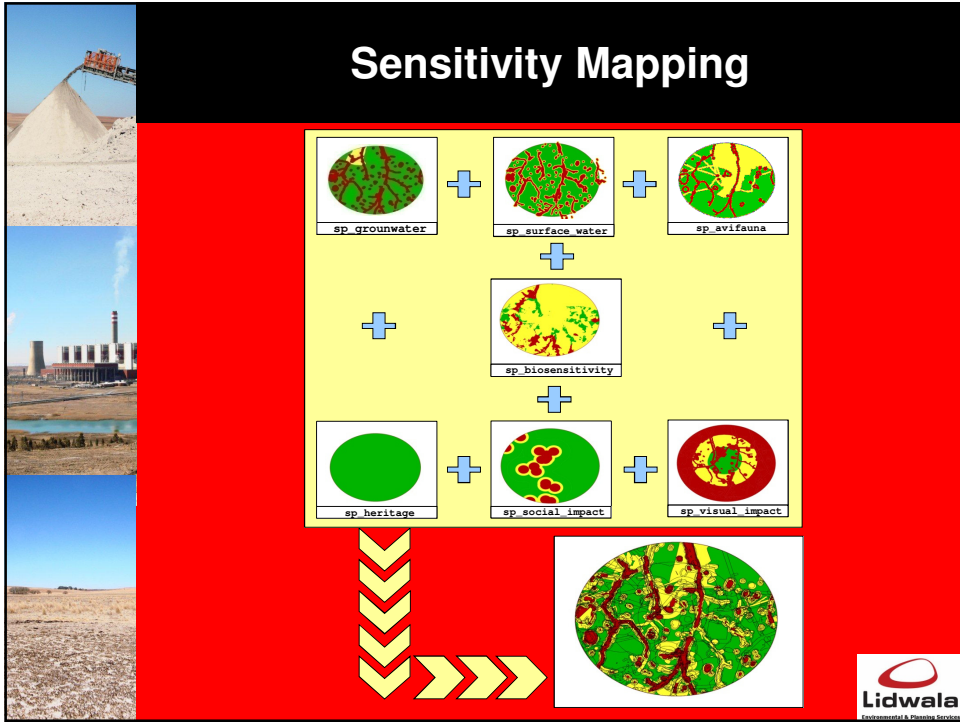 Sensitivity Mapping
sp_grounwater
sp_surface_water
sp_avifauna
sp_biosensitivity
sp_heritage
sp_social_impact
sp_visual_impact
Lidwala
Environmental & Planning Services